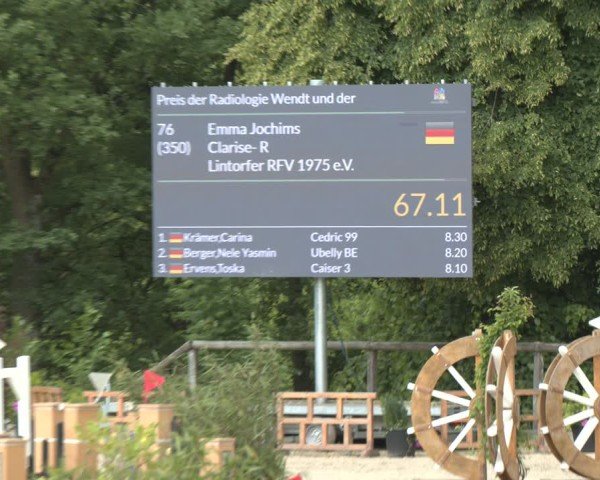 Preis der Radiologie Wendt und der
76 Emma Jochims
(350) Clarise- R
Lintorfer RFV 1975 e.V.
67.11
1. Krämer,Carina Cedric 99 8.30
2. Berger,Nele Yasmin Ubelly BE 8.20
3. Ervens,Toska Caiser 3 8.10